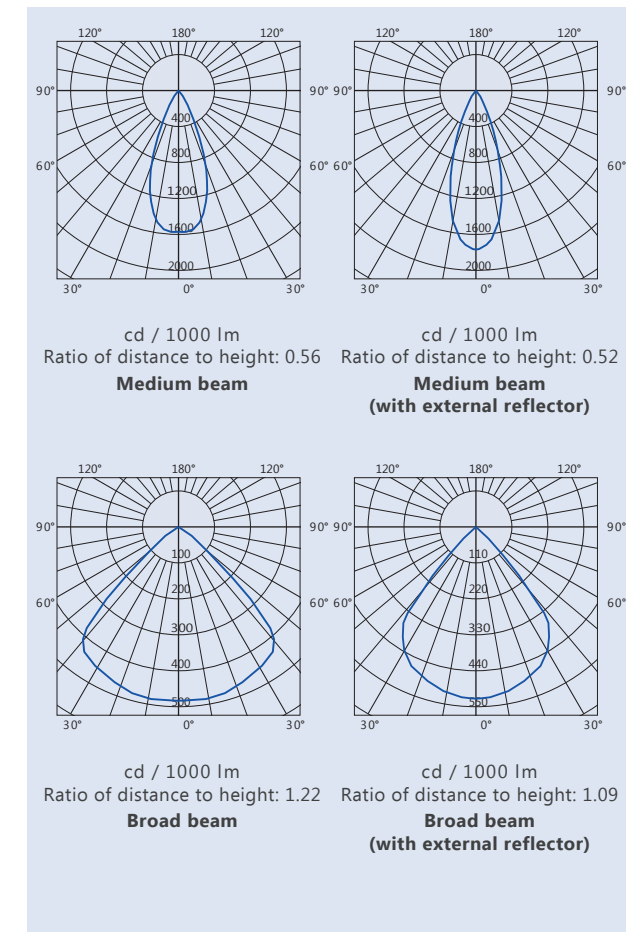 120° 180° 120° 120° 180° 120°
90° 90° 90° 90°
400 400
800 800
60° 60° 60° 60°
1200 1200
1600 1600
2000 2000
30° 0° 30° 30° 0° 30°
cd / 1000 lm cd / 1000 lm
Ratio of distance to height: 0.56 Ratio of distance to height: 0.52
Medium beam Medium beam
(with external reflector)
120° 180° 120° 120° 180° 120°
90° 90° 90° 90°
100 110
200 220
60° 60° 60° 60°
300 330
400 440
500 550
30° 0° 30° 30° 0° 30°
cd / 1000 lm cd / 1000 lm
Ratio of distance to height: 1.22 Ratio of distance to height: 1.09
Broad beam Broad beam
(with external reflector)